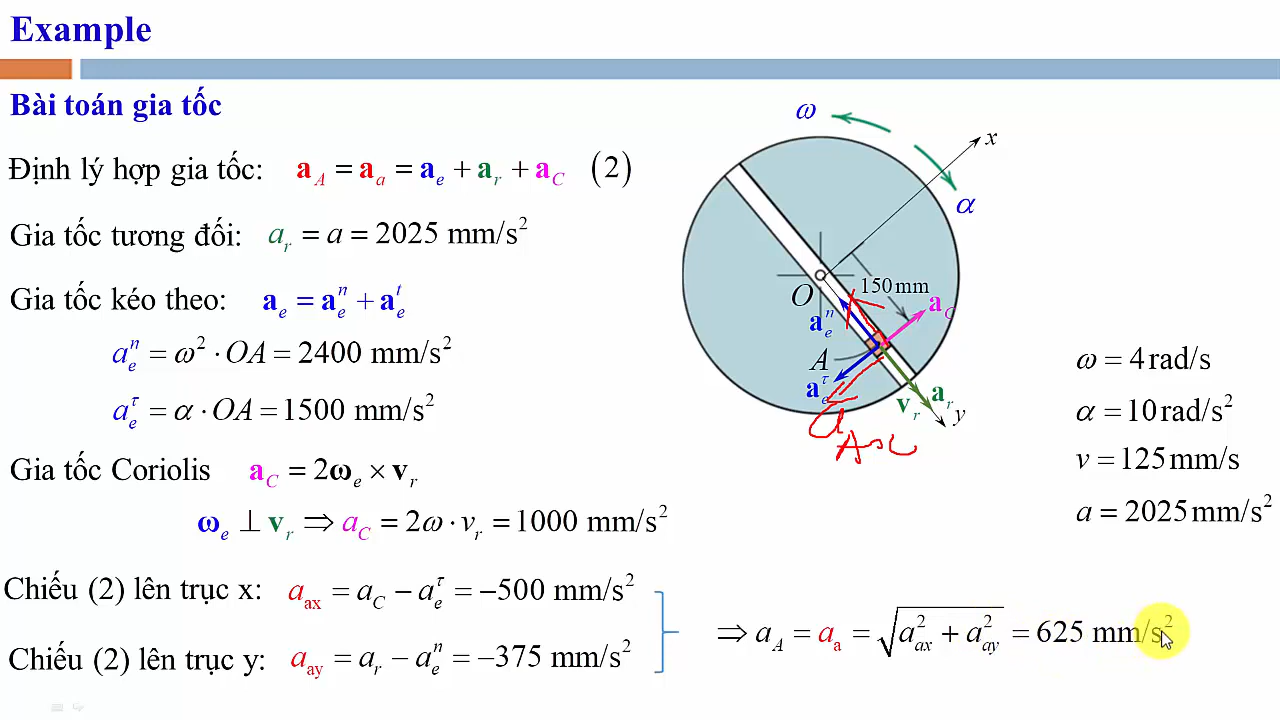 Example
Bài toán gia tốc
Định lý hợp gia tốc: a_A = a_a = a_e + a_r + a_C (2)
Gia tốc tương đối: a_r = a = 2025 mm/s²
Gia tốc kéo theo: a_e = a_e^n + a_e^t
a_e^n = ω² · OA = 2400 mm/s²
a_e^τ = α · OA = 1500 mm/s²
Gia tốc Coriolis a_C = 2ω_e × v_r
ω_e ⊥ v_r ⇒ a_C = 2ω · v_r = 1000 mm/s²
Chiếu (2) lên trục x: a_ax = a_C − a_e^τ = −500 mm/s²
Chiếu (2) lên trục y: a_ay = a_r − a_e^n = −375 mm/s²
⇒ a_A = a_a = √(a_ax² + a_ay²) = 625 mm/s²
ω
x
α
150 mm
O
a_C
a_e^n
A
a_e^τ
v_r
a_r
y
ω = 4 rad/s
α = 10 rad/s²
v = 125 mm/s
a = 2025 mm/s²